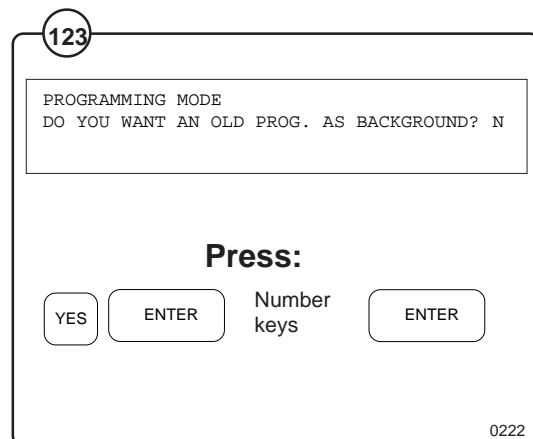 123
PROGRAMMING MODE
DO YOU WANT AN OLD PROG. AS BACKGROUND? N
Press:
YES
ENTER
Number
keys
ENTER
0222